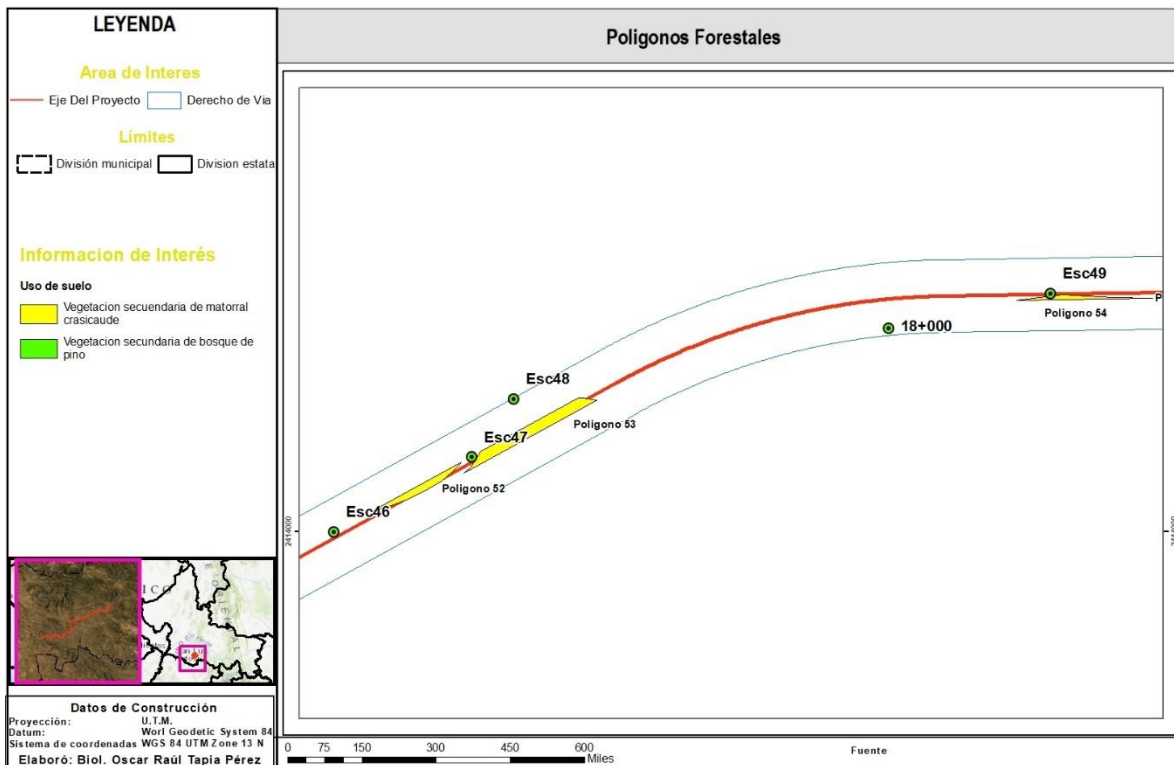 LEYENDA
Area de Interes
Eje Del Proyecto
Derecho de Via
Límites
División municipal
Division estata
Informacion de Interés
Uso de suelo
Vegetacion secuendaria de matorral
crasicaude
Vegetacion secundaria de bosque de
pino
Datos de Construcción
Proyección: U.T.M.
Datum: Worl Geodetic System 84
Sistema de coordenadas WGS 84 UTM Zone 13 N
Elaboró: Biol. Oscar Raúl Tapia Pérez
Poligonos Forestales
Esc49
Poligono 54
P
18+000
Esc48
Poligono 53
Esc47
Poligono 52
Esc46
2414000
2414000
0 75 150 300 450 600
Miles
Fuente